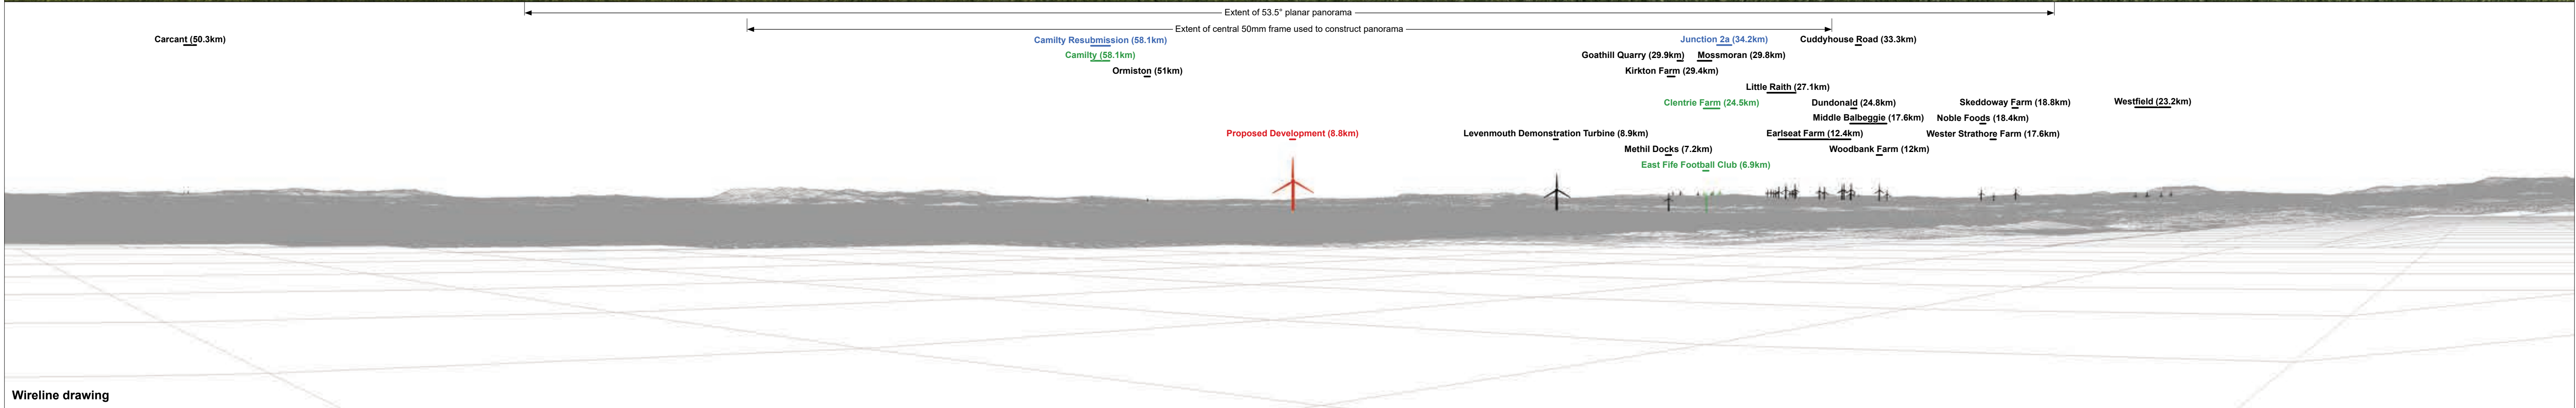 Extent of 53.5° planar panorama
Extent of central 50mm frame used to construct panorama
Carcant (50.3km)
Camilty Resubmission (58.1km)
Junction 2a (34.2km)
Cuddyhouse Road (33.3km)
Camilty (58.1km)
Goathill Quarry (29.9km)
Mossmoran (29.8km)
Ormiston (51km)
Kirkton Farm (29.4km)
Little Raith (27.1km)
Clentrie Farm (24.5km)
Dundonald (24.8km)
Skeddoway Farm (18.8km)
Westfield (23.2km)
Middle Balbeggie (17.6km)
Noble Foods (18.4km)
Proposed Development (8.8km)
Levenmouth Demonstration Turbine (8.9km)
Earlseat Farm (12.4km)
Wester Strathore Farm (17.6km)
Methil Docks (7.2km)
Woodbank Farm (12km)
East Fife Football Club (6.9km)
Wireline drawing